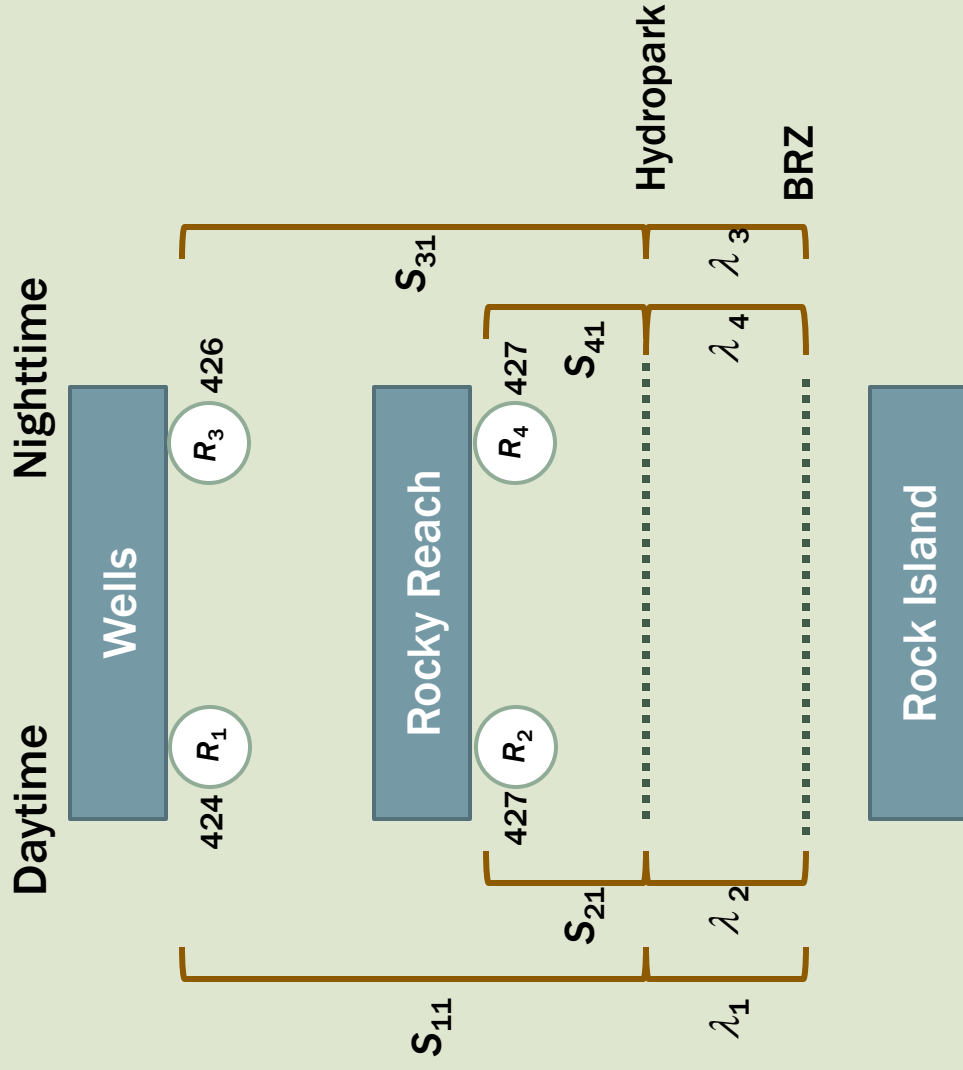 Daytime
Nighttime
Wells
424
R₁
R₃
426
S₁₁
S₃₁
Rocky Reach
427
R₂
R₄
427
S₂₁
S₄₁
Hydropark
λ₁
λ₂
λ₄
λ₃
BRZ
Rock Island